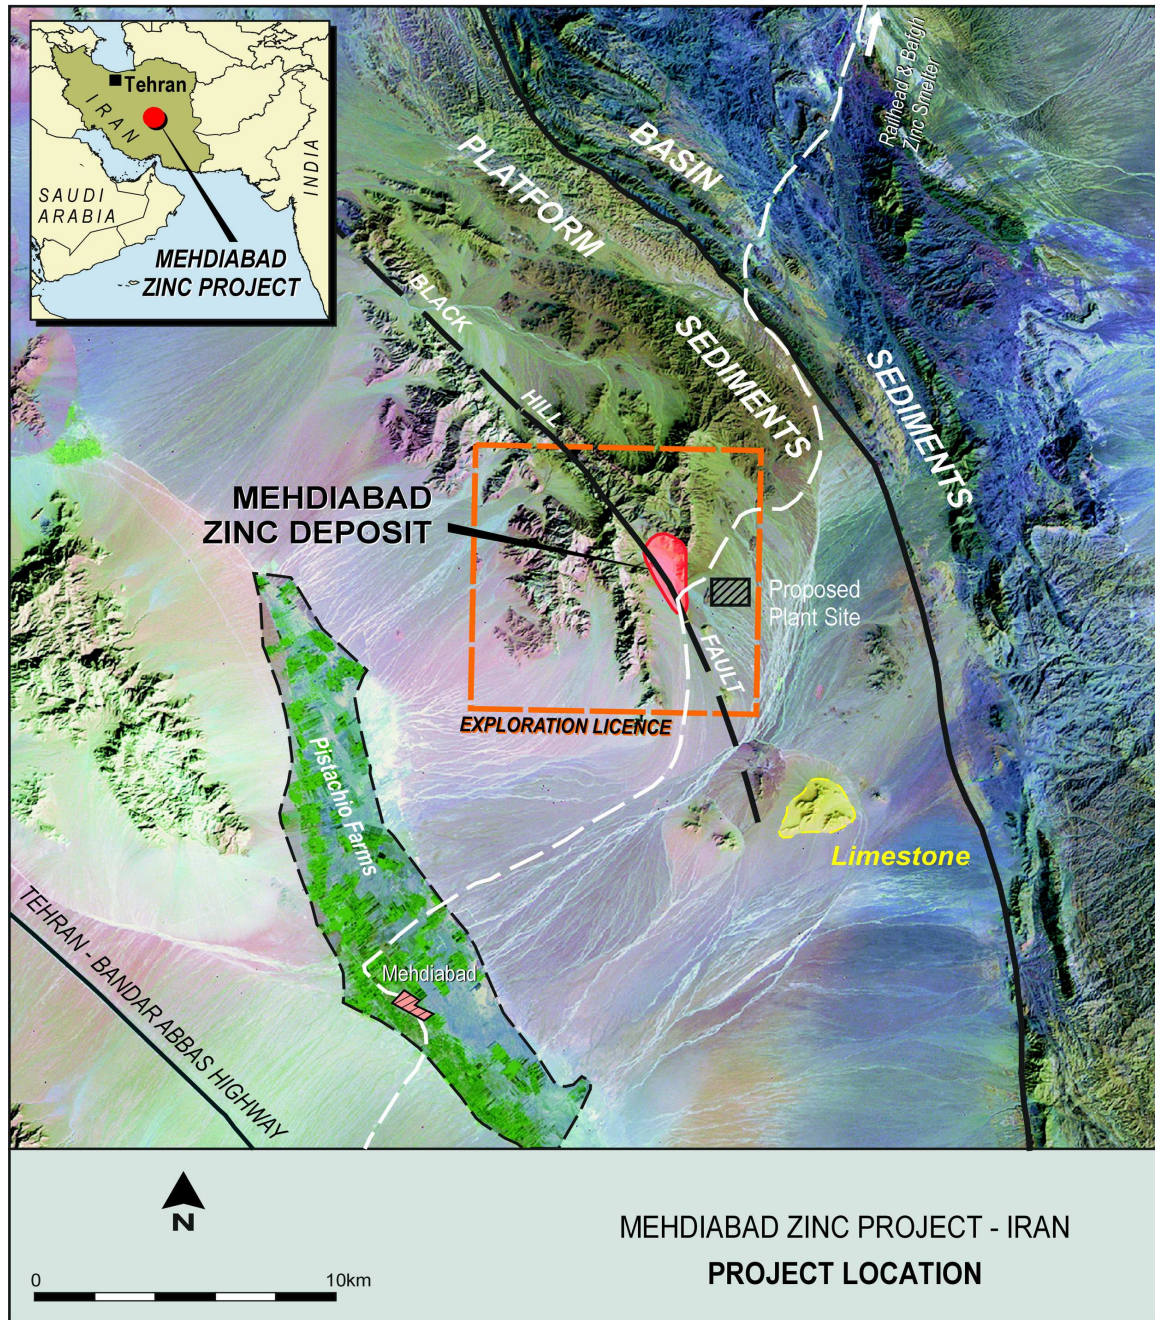 Tehran
IRAN
SAUDI
ARABIA
INDIA
MEHDIABAD
ZINC PROJECT
Railhead & Bafgh
Zinc Smelter
BASIN
SEDIMENTS
PLATFORM
SEDIMENTS
BLACK
HILL
FAULT
MEHDIABAD
ZINC DEPOSIT
Proposed
Plant Site
EXPLORATION LICENCE
Pistachio Farms
Limestone
Mehdiabad
TEHRAN - BANDAR ABBAS HIGHWAY
N
0 10km
MEHDIABAD ZINC PROJECT - IRAN
PROJECT LOCATION